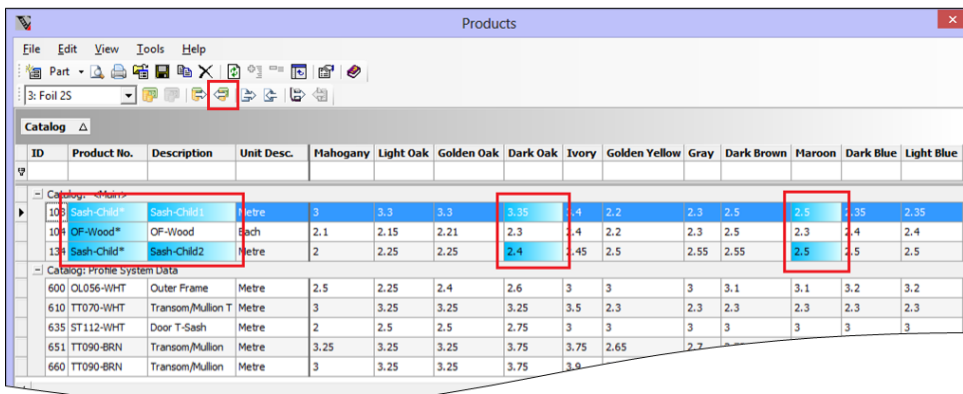 Products
File Edit View Tools Help
Part
3: Foil 2S
Catalog
ID Product No. Description Unit Desc. Mahogany Light Oak Golden Oak Dark Oak Ivory Golden Yellow Gray Dark Brown Maroon Dark Blue Light Blue
Catalog: <Main>
103 Sash-Child* Sash-Child1 Metre 3 3.3 3.3 3.35 2.2 2.3 2.5 2.5 2.35 2.35
104 OF-Wood* OF-Wood Each 2.1 2.15 2.21 2.3 2.2 2.3 2.5 2.3 2.4 2.4
134 Sash-Child* Sash-Child2 Metre 2 2.25 2.25 2.4 2.5 2.55 2.55 2.5 2.5 2.5
Catalog: Profile System Data
600 OL056-WHT Outer Frame Metre 2.5 2.25 2.4 2.6 3 3 3 3.1 3.1 3.2 3.2
610 TT070-WHT Transom/Mullion T Metre 3 3.25 3.25 3.25 3.5 2.3 2.3 2.3 2.3 2.3 2.3
635 ST112-WHT Door T-Sash Metre 2 2.5 2.5 2.75 3 3 3 3 3 3 3
651 TT090-BRN Transom/Mullion Metre 3.25 3.25 3.25 3.75 3.75 2.65 2.7
660 TT090-BRN Transom/Mullion Metre 3 3.25 3.25 3.75 3.9